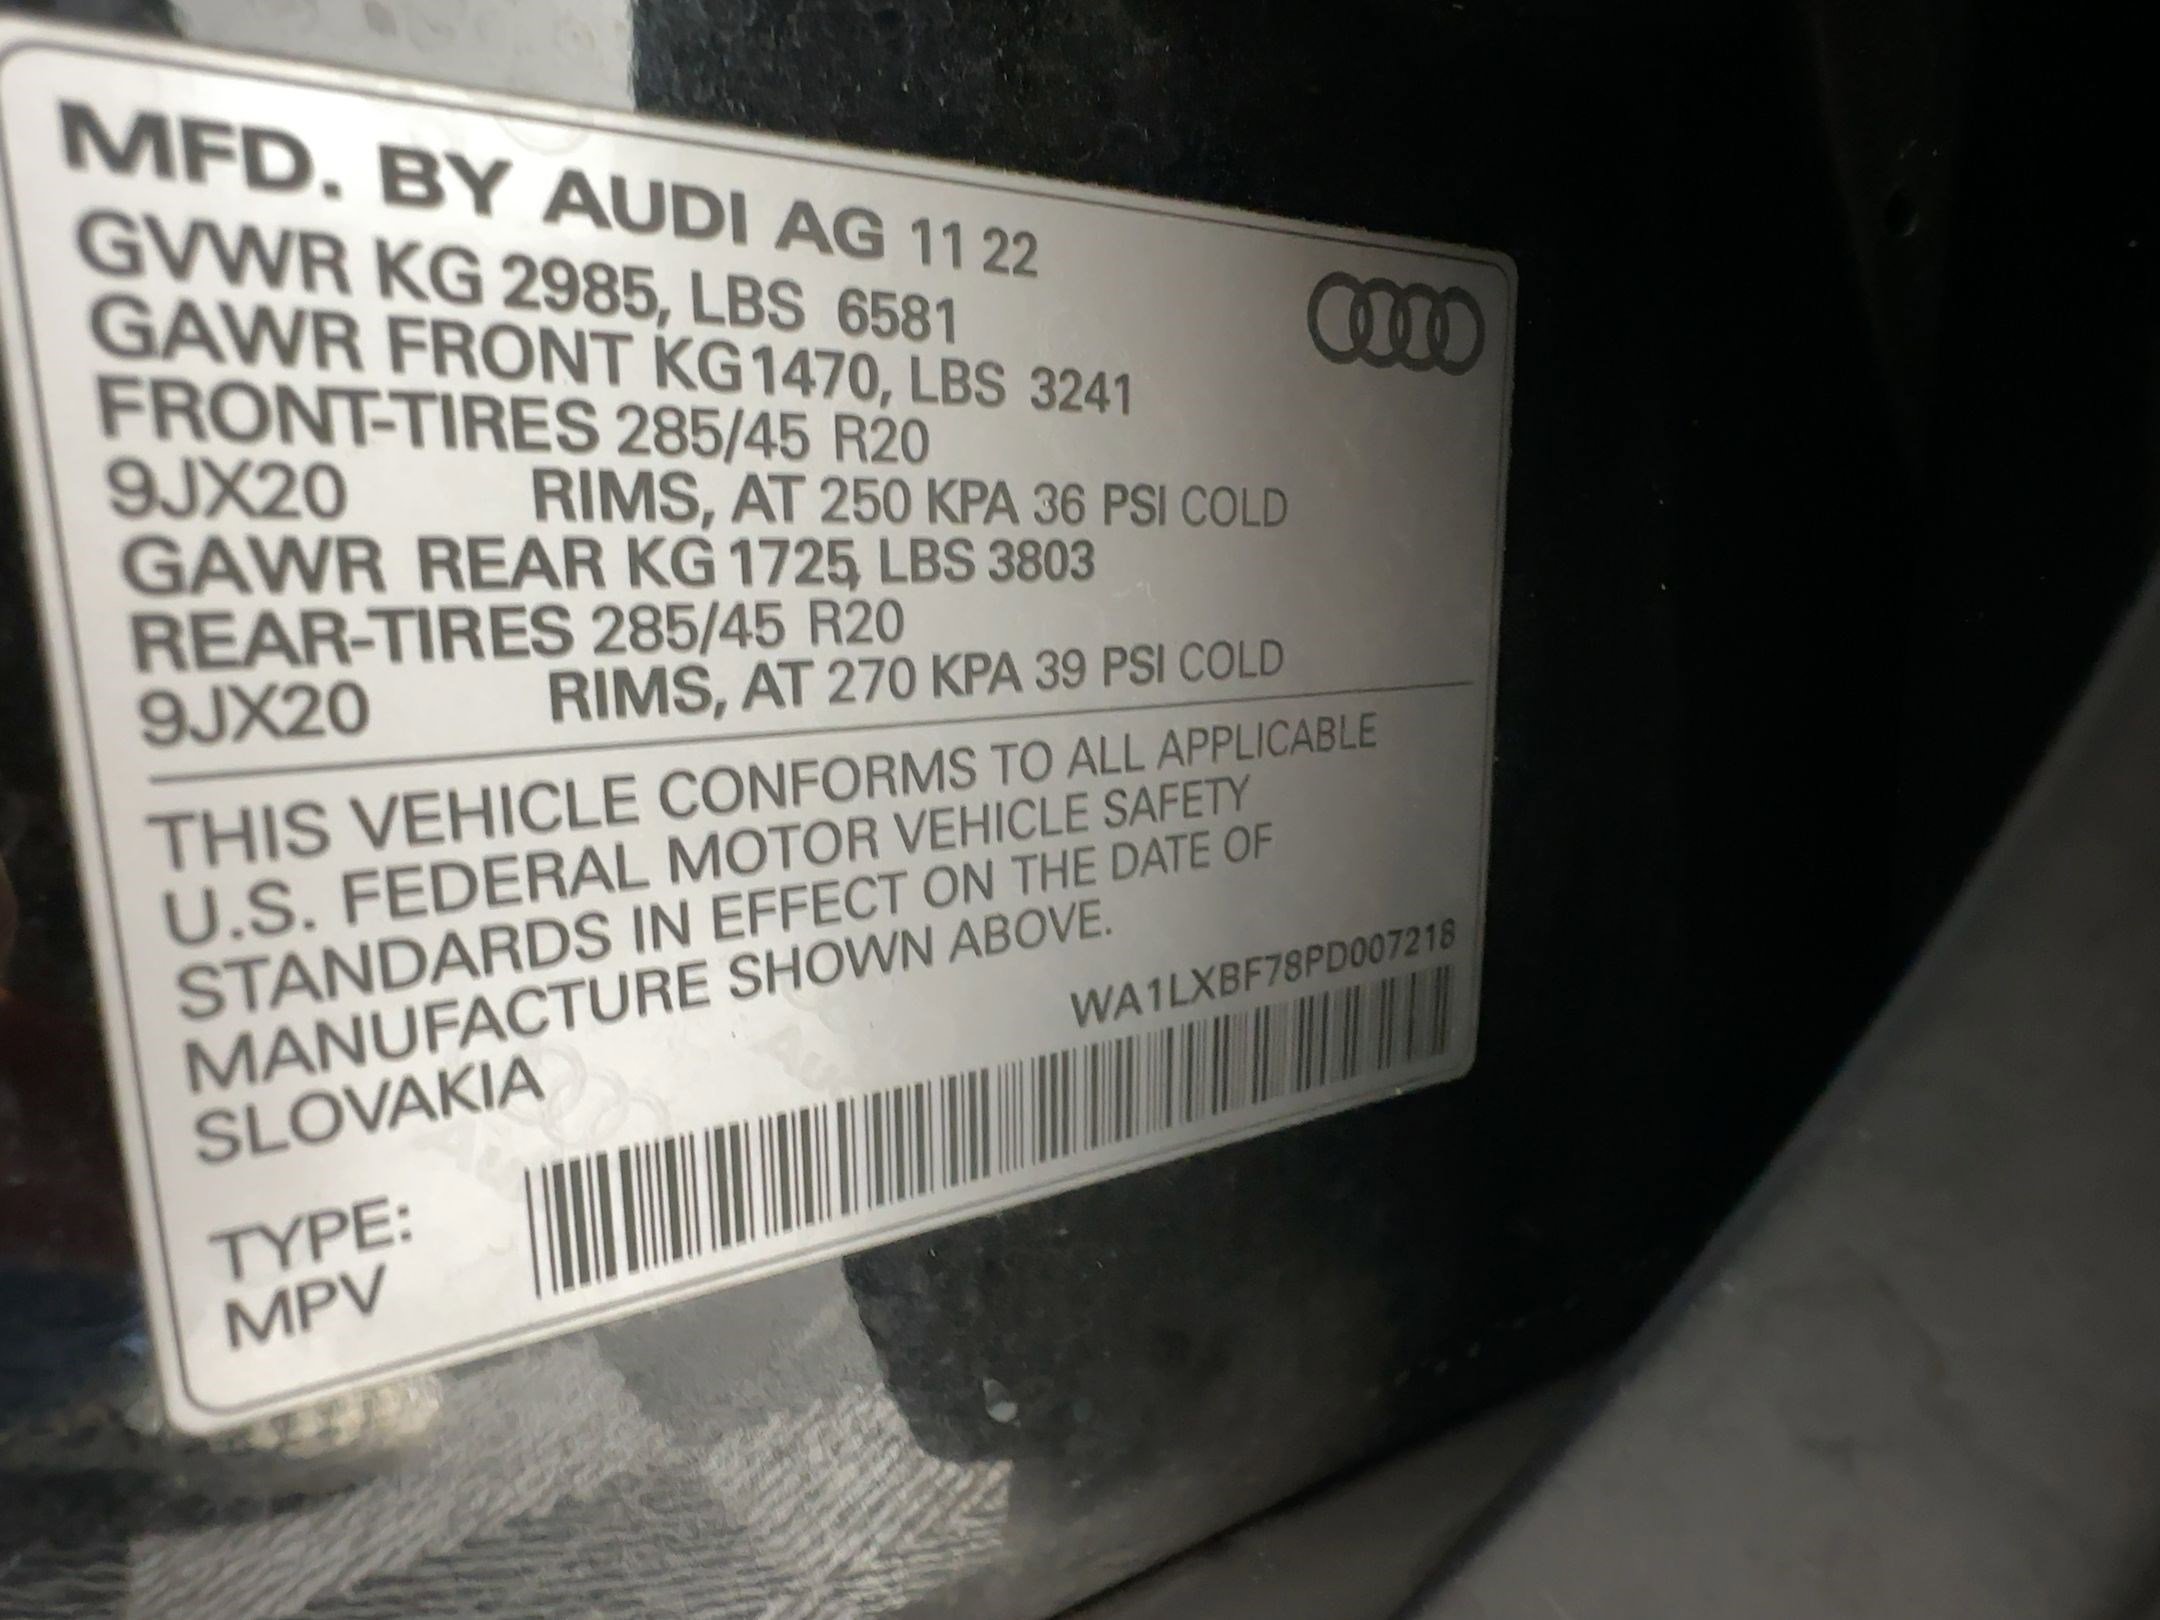 MFD. BY AUDI AG 11 22
GVWR KG 2985, LBS 6581
GAWR FRONT KG 1470, LBS 3241
FRONT-TIRES 285/45 R20
9JX20 RIMS, AT 250 KPA 36 PSI COLD
GAWR REAR KG 1725, LBS 3803
REAR-TIRES 285/45 R20
9JX20 RIMS, AT 270 KPA 39 PSI COLD
THIS VEHICLE CONFORMS TO ALL APPLICABLE
U.S. FEDERAL MOTOR VEHICLE SAFETY
STANDARDS IN EFFECT ON THE DATE OF
MANUFACTURE SHOWN ABOVE.
SLOVAKIA
WA1LXBF78PD007218
TYPE:
MPV